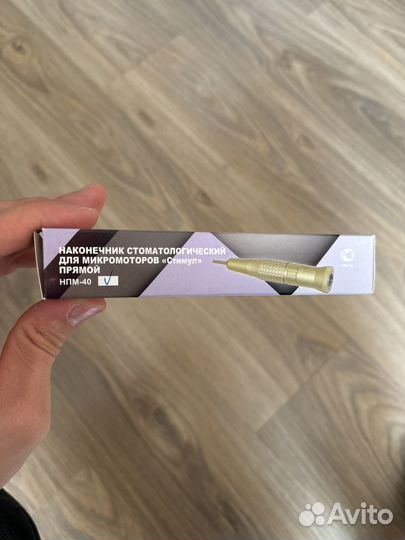 НАКОНЕЧНИК СТОМАТОЛОГИЧЕСКИЙ
ДЛЯ МИКРОМОТОРОВ «Стимул»
ПРЯМОЙ
НПМ-40 V
Avito